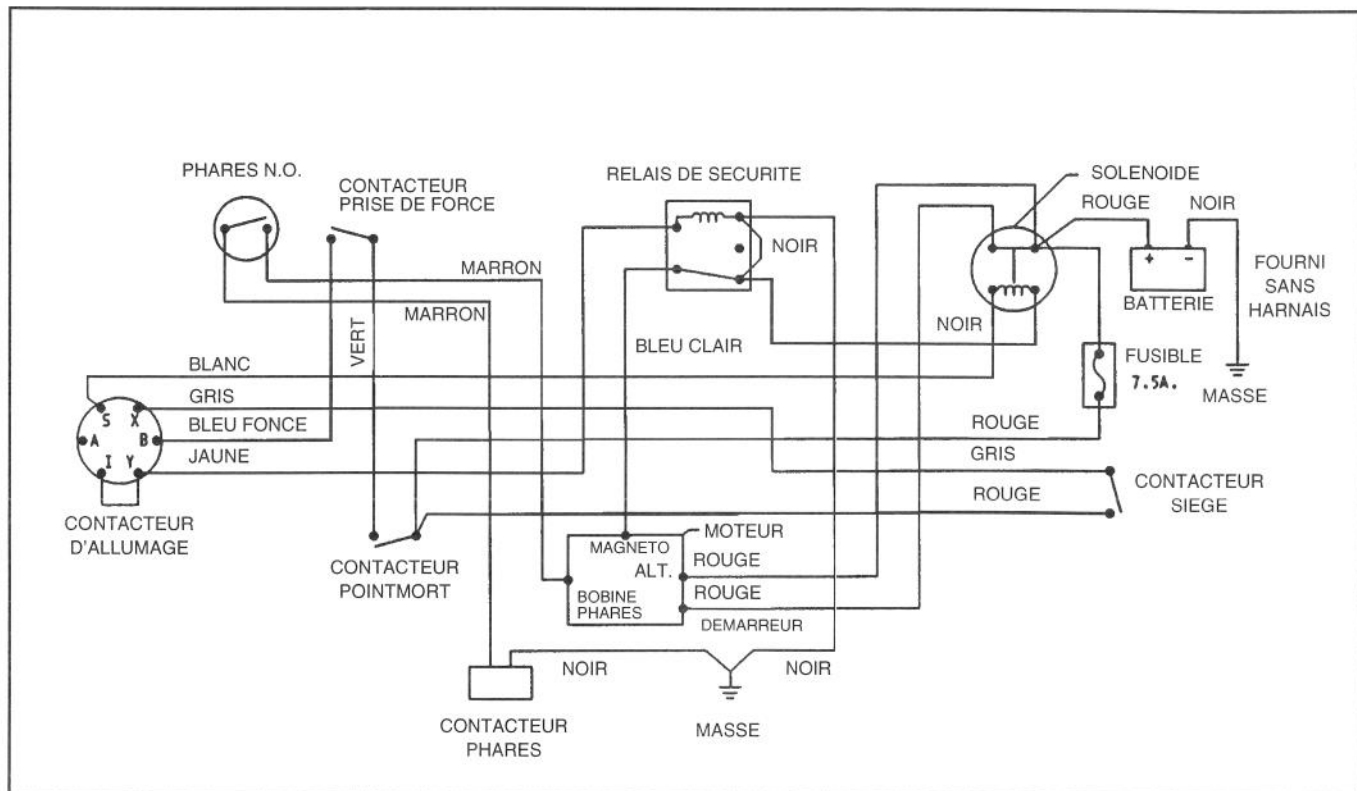 PHARES N.O.
CONTACTEUR
PRISE DE FORCE
RELAIS DE SECURITE
SOLENOIDE
ROUGE
NOIR
NOIR
MARRON
+ -
BATTERIE
FOURNI
SANS
HARNAIS
MARRON
NOIR
VERT
BLEU CLAIR
FUSIBLE
7.5A.
MASSE
BLANC
GRIS
BLEU FONCE
JAUNE
S X
A B
I Y
ROUGE
GRIS
ROUGE
CONTACTEUR
SIEGE
CONTACTEUR
D'ALLUMAGE
CONTACTEUR
POINTMORT
MOTEUR
MAGNETO
ALT.
ROUGE
BOBINE
PHARES
ROUGE
DEMARREUR
NOIR
NOIR
MASSE
CONTACTEUR
PHARES